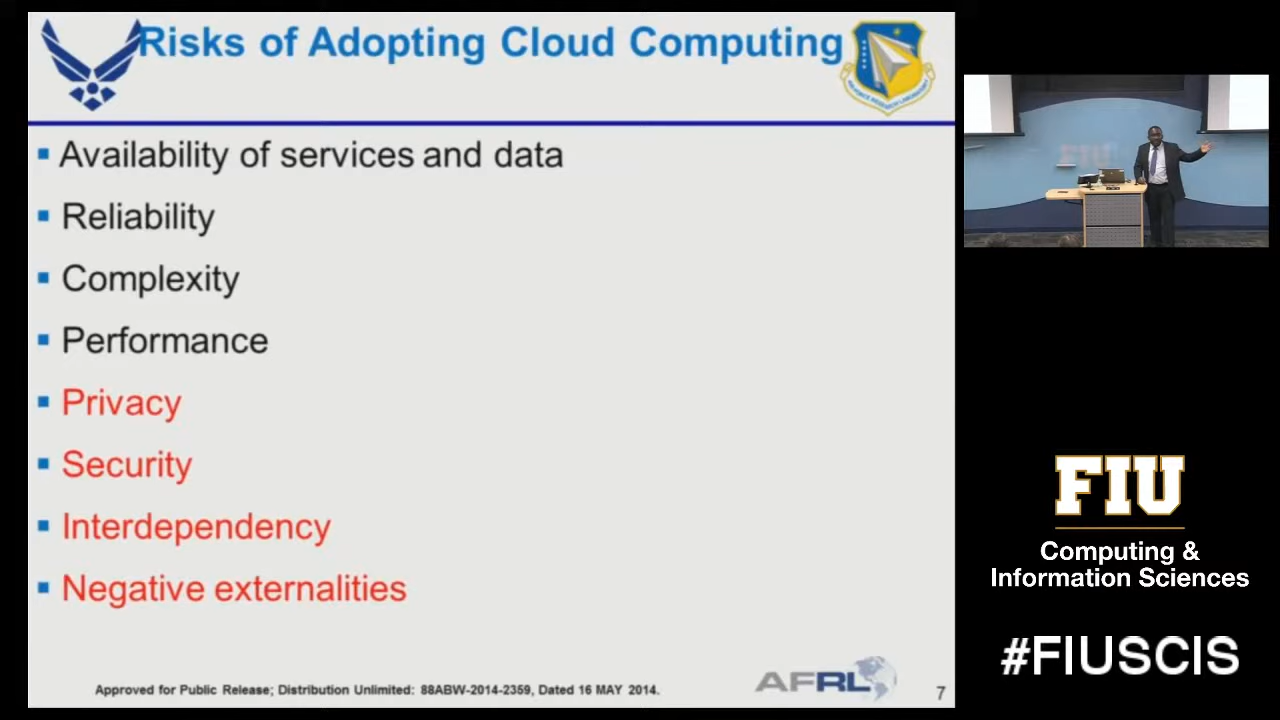 Risks of Adopting Cloud Computing
Availability of services and data
Reliability
Complexity
Performance
Privacy
Security
Interdependency
Negative externalities
Approved for Public Release; Distribution Unlimited: 88ABW-2014-2359, Dated 16 MAY 2014.
AFRL
7
FIU
FIU
Computing &
Information Sciences
#FIUSCIS